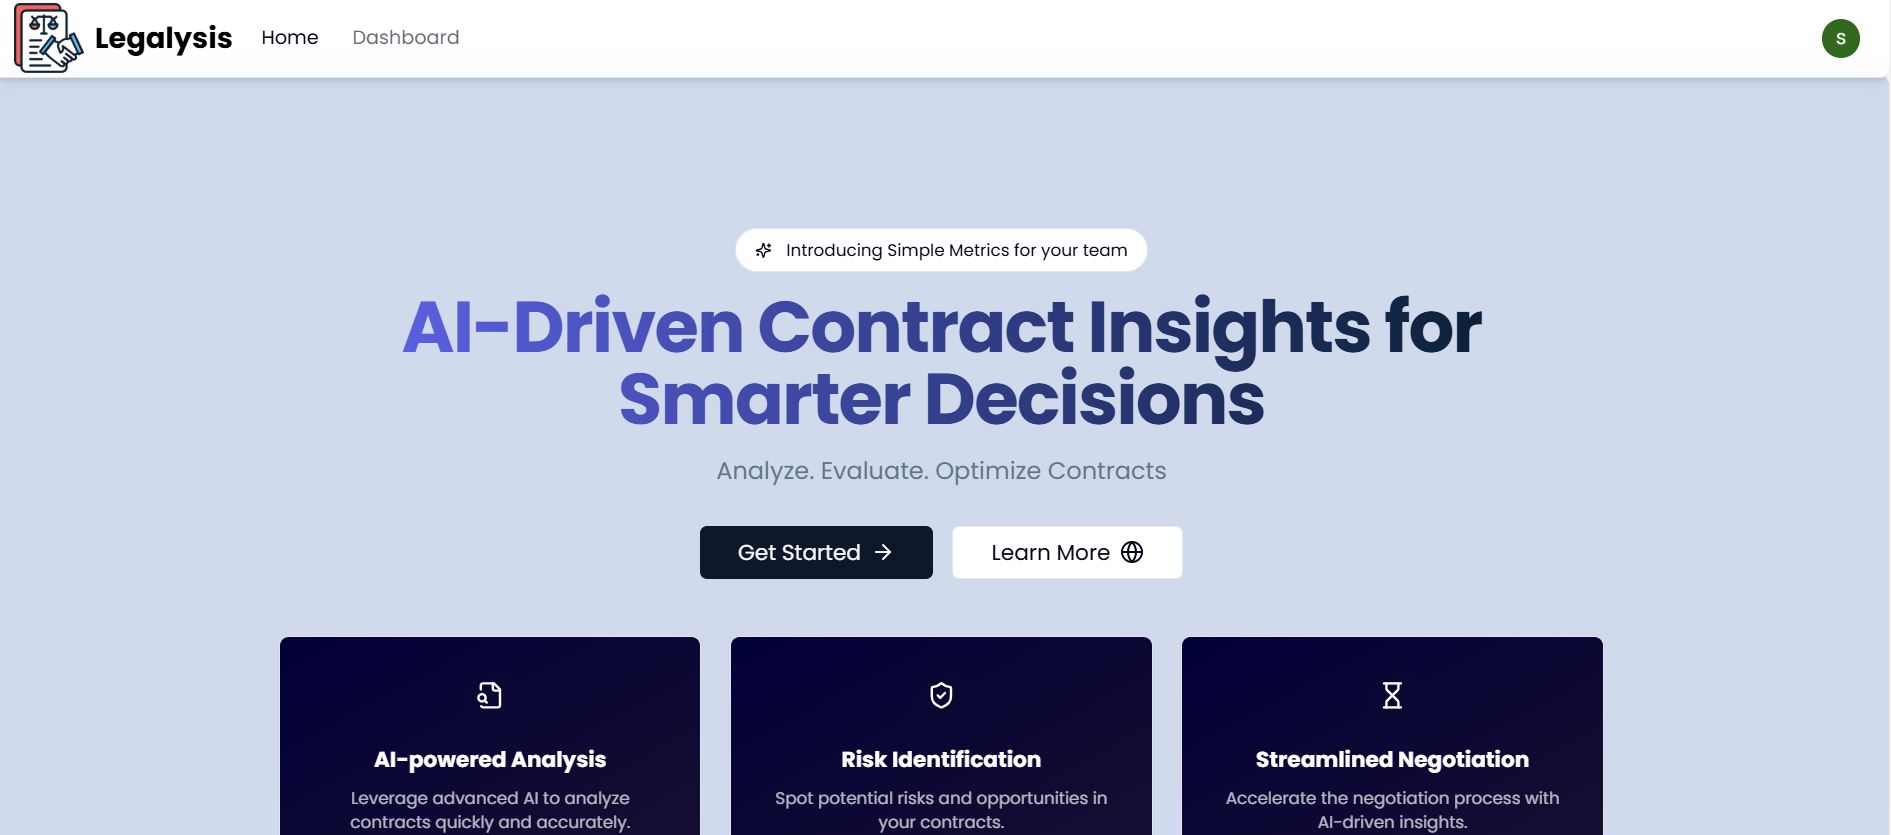 Legalysis
Home
Dashboard
S
Introducing Simple Metrics for your team
AI-Driven Contract Insights for
Smarter Decisions
Analyze. Evaluate. Optimize Contracts
Get Started
Learn More
AI-powered Analysis
Leverage advanced AI to analyze
contracts quickly and accurately.
Risk Identification
Spot potential risks and opportunities in
your contracts.
Streamlined Negotiation
Accelerate the negotiation process with
AI-driven insights.